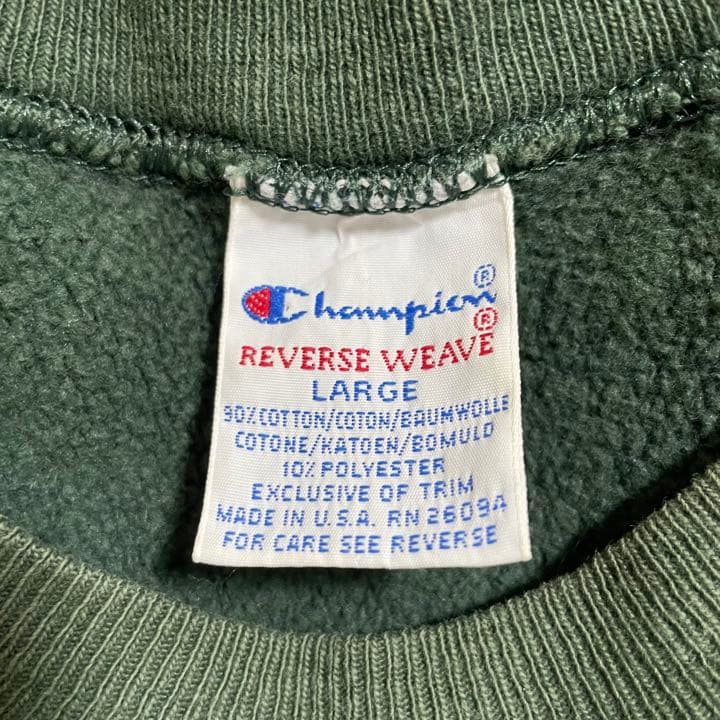 Champion®
REVERSE WEAVE®
LARGE
90% COTTON/COTON/BAUMWOLLE
COTONE/KATOEN/BOMULD
10% POLYESTER
EXCLUSIVE OF TRIM
MADE IN U.S.A. RN 26094
FOR CARE SEE REVERSE